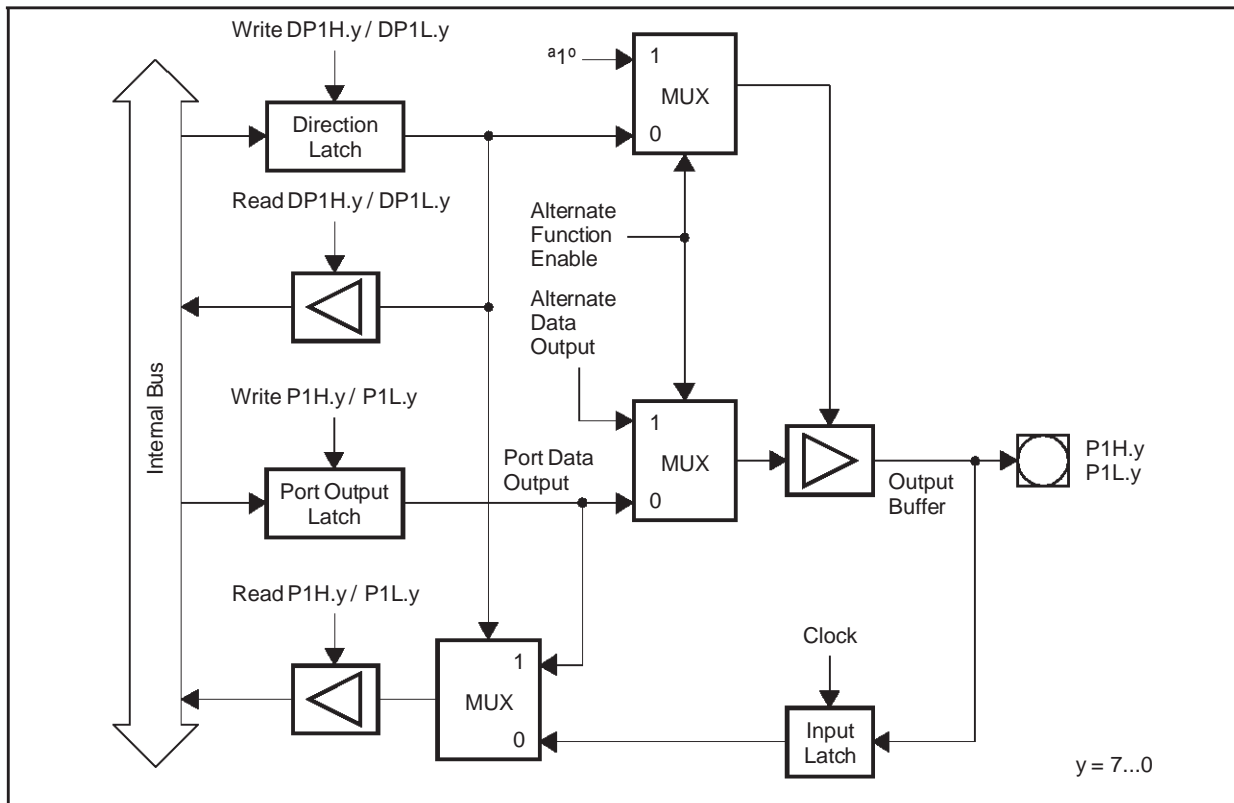 Write DP1H.y / DP1L.y
ª1º
1
MUX
0
Direction
Latch
Read DP1H.y / DP1L.y
Alternate
Function
Enable
Alternate
Data
Output
Internal Bus
Write P1H.y / P1L.y
Port Output
Latch
Port Data
Output
1
MUX
0
Output
Buffer
P1H.y
P1L.y
Read P1H.y / P1L.y
1
MUX
0
Clock
Input
Latch
y = 7...0